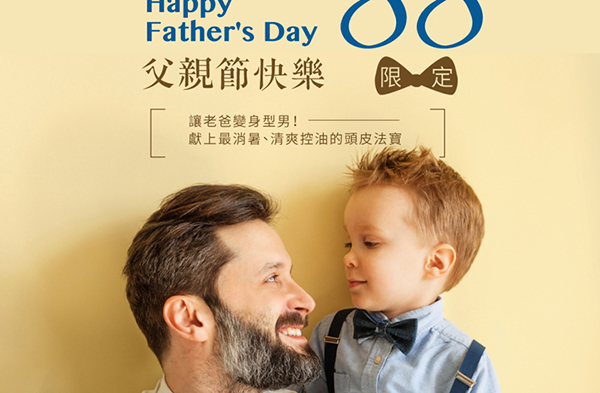 Happy
Father's Day
88
父親節快樂
限定
讓老爸變身型男！
獻上最消暑、清爽控油的頭皮法寶